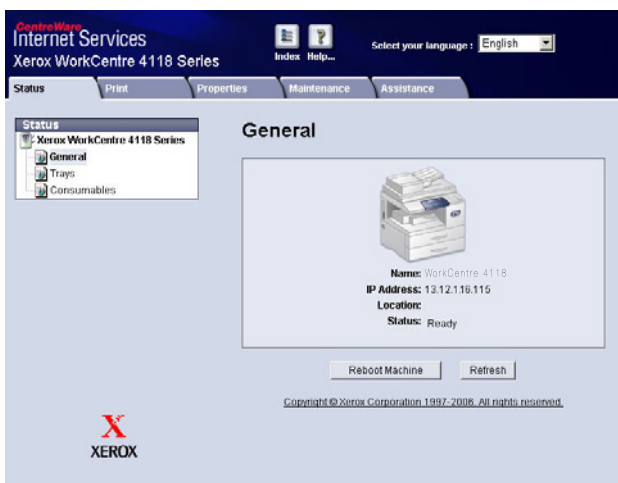 CentreWare
Internet Services
Xerox WorkCentre 4118 Series
Index Help...
Select your language : English
Status Print Properties Maintenance Assistance
Status
Xerox WorkCentre 4118 Series
General
Trays
Consumables
General
Name: WorkCentre 4118
IP Address: 13.12.116.115
Location:
Status: Ready
Reboot Machine Refresh
Copyright © Xerox Corporation 1997-2006. All rights reserved.
X
XEROX